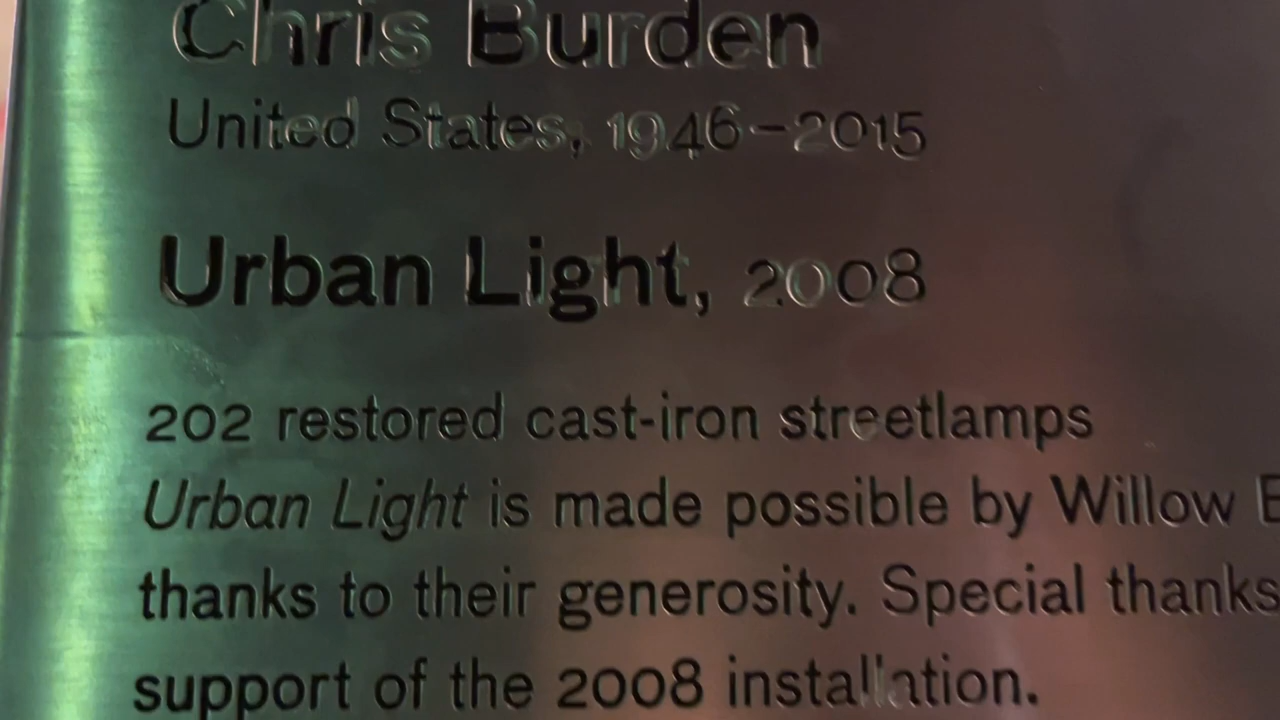 Chris Burden
United States, 1946–2015
Urban Light, 2008
202 restored cast-iron streetlamps
Urban Light is made possible by Willow
thanks to their generosity. Special thanks
support of the 2008 installation.